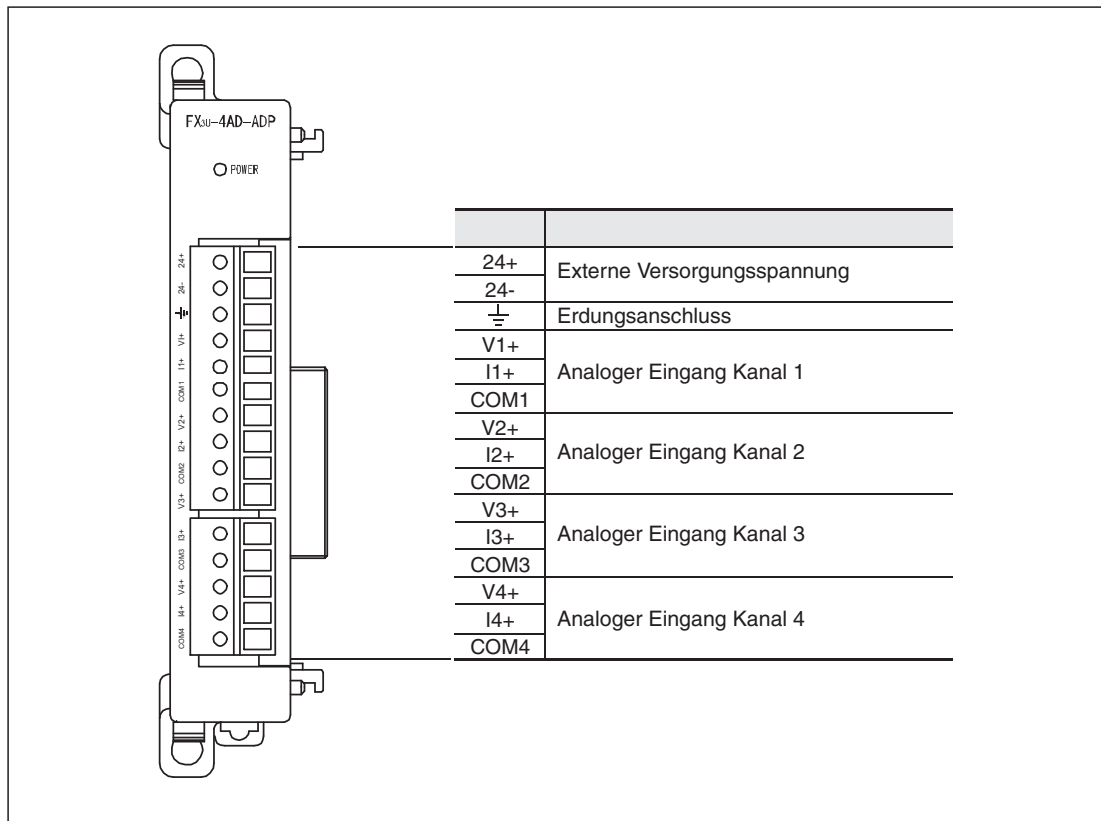 FX3U-4AD-ADP
POWER
24+
24-
V1+
I1+
COM1
V2+
I2+
COM2
V3+
I3+
COM3
V4+
I4+
COM4
24+
Externe Versorgungsspannung
24-
Erdungsanschluss
V1+
I1+
Analoger Eingang Kanal 1
COM1
V2+
I2+
Analoger Eingang Kanal 2
COM2
V3+
I3+
Analoger Eingang Kanal 3
COM3
V4+
I4+
Analoger Eingang Kanal 4
COM4